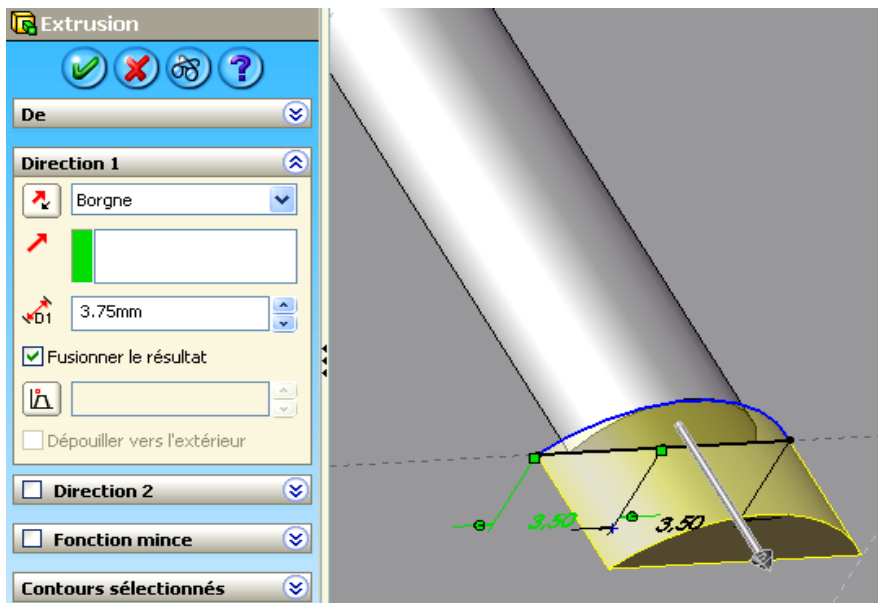 Extrusion
De
Direction 1
Borgne
D1
3.75mm
Fusionner le résultat
Dépouiller vers l'extérieur
Direction 2
Fonction mince
Contours sélectionnés
3,50
3,50